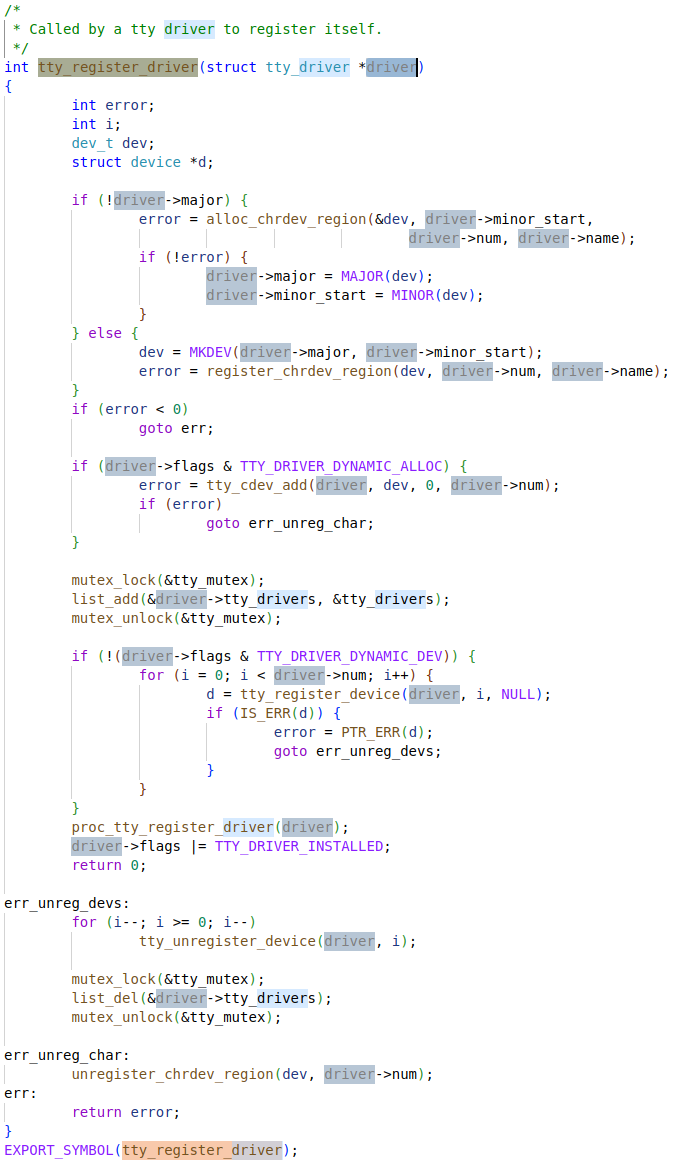 /*
 * Called by a tty driver to register itself.
 */
int tty_register_driver(struct tty_driver *driver)
{
        int error;
        int i;
        dev_t dev;
        struct device *d;

        if (!driver->major) {
                error = alloc_chrdev_region(&dev, driver->minor_start,
                                                driver->num, driver->name);
                if (!error) {
                        driver->major = MAJOR(dev);
                        driver->minor_start = MINOR(dev);
                }
        } else {
                dev = MKDEV(driver->major, driver->minor_start);
                error = register_chrdev_region(dev, driver->num, driver->name);
        }
        if (error < 0)
                goto err;

        if (driver->flags & TTY_DRIVER_DYNAMIC_ALLOC) {
                error = tty_cdev_add(driver, dev, 0, driver->num);
                if (error)
                        goto err_unreg_char;
        }

        mutex_lock(&tty_mutex);
        list_add(&driver->tty_drivers, &tty_drivers);
        mutex_unlock(&tty_mutex);

        if (!(driver->flags & TTY_DRIVER_DYNAMIC_DEV)) {
                for (i = 0; i < driver->num; i++) {
                        d = tty_register_device(driver, i, NULL);
                        if (IS_ERR(d)) {
                                error = PTR_ERR(d);
                                goto err_unreg_devs;
                        }
                }
        }
        proc_tty_register_driver(driver);
        driver->flags |= TTY_DRIVER_INSTALLED;
        return 0;

err_unreg_devs:
        for (i--; i >= 0; i--)
                tty_unregister_device(driver, i);

        mutex_lock(&tty_mutex);
        list_del(&driver->tty_drivers);
        mutex_unlock(&tty_mutex);

err_unreg_char:
        unregister_chrdev_region(dev, driver->num);
err:
        return error;
}
EXPORT_SYMBOL(tty_register_driver);